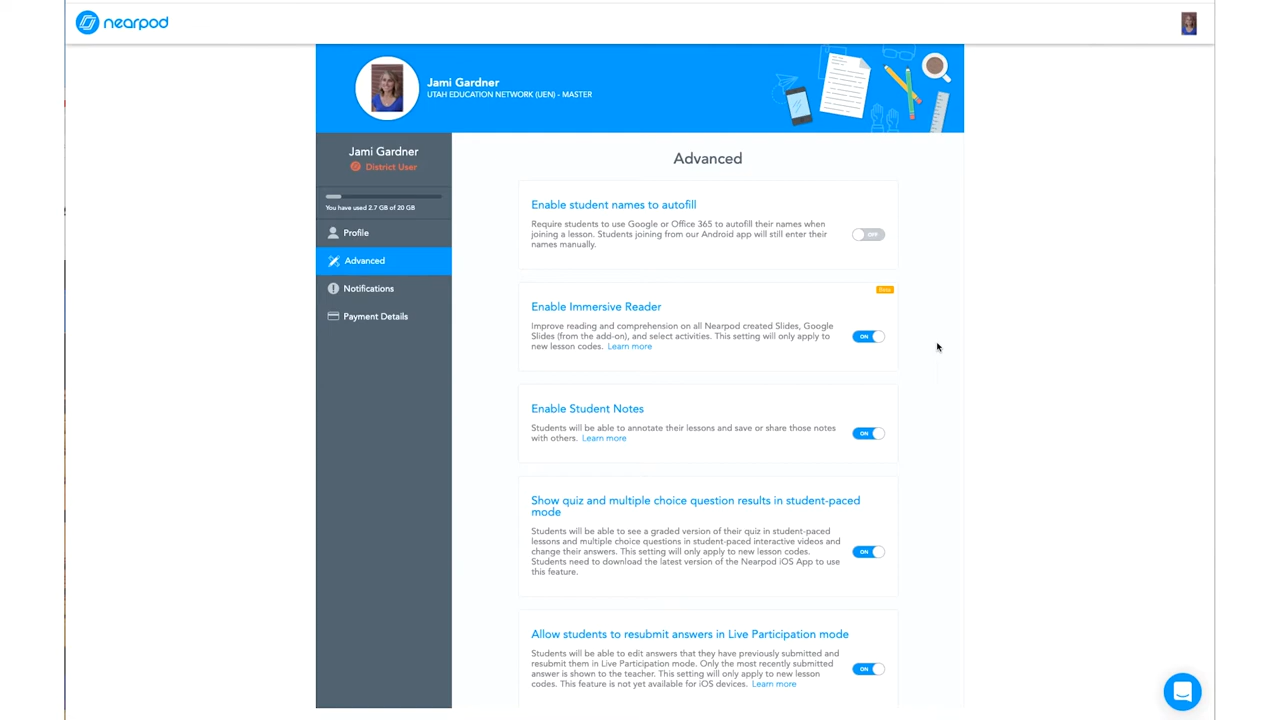 nearpod
Jami Gardner
UTAH EDUCATION NETWORK (UEN) - MASTER
Jami Gardner
District User
You have used 2.7 GB of 20 GB
Profile
Advanced
Notifications
Payment Details
Advanced
Enable student names to autofill
Require students to use Google or Office 365 to autofill their names when
joining a lesson. Students joining from our Android app will still enter their
names manually.
OFF
Beta
Enable Immersive Reader
Improve reading and comprehension on all Nearpod created Slides, Google
Slides (from the add-on), and select activities. This setting will only apply to
new lesson codes. Learn more
ON
Enable Student Notes
Students will be able to annotate their lessons and save or share those notes
with others. Learn more
ON
Show quiz and multiple choice question results in student-paced
mode
Students will be able to see a graded version of their quiz in student-paced
lessons and multiple choice questions in student-paced interactive videos and
change their answers. This setting will only apply to new lesson codes.
Students need to download the latest version of the Nearpod iOS App to use
this feature.
ON
Allow students to resubmit answers in Live Participation mode
Students will be able to edit answers that they have previously submitted and
resubmit them in Live Participation mode. Only the most recently submitted
answer is shown to the teacher. This setting will only apply to new lesson
codes. This feature is not yet available for iOS devices. Learn more
ON